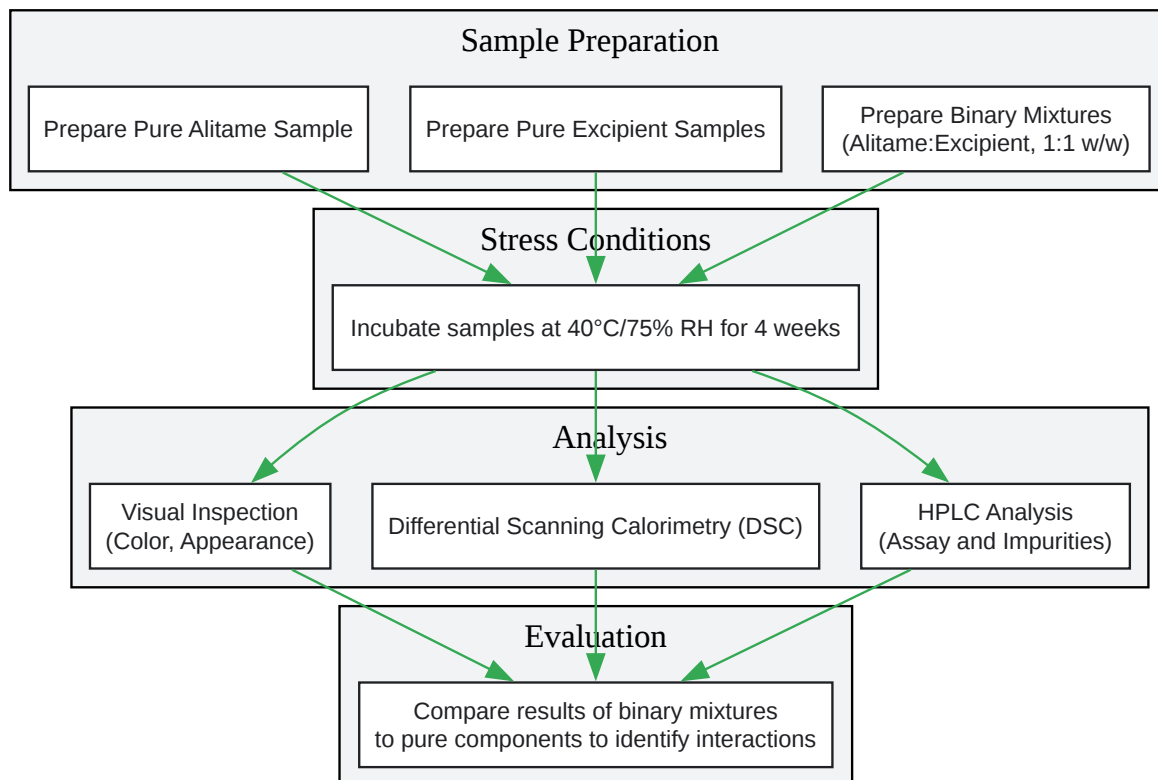 Sample Preparation
Prepare Pure Alitame Sample
Prepare Pure Excipient Samples
Prepare Binary Mixtures
(Alitame:Excipient, 1:1 w/w)
Stress Conditions
Incubate samples at 40°C/75% RH for 4 weeks
Analysis
Visual Inspection
(Color, Appearance)
Differential Scanning Calorimetry (DSC)
HPLC Analysis
(Assay and Impurities)
Evaluation
Compare results of binary mixtures
to pure components to identify interactions